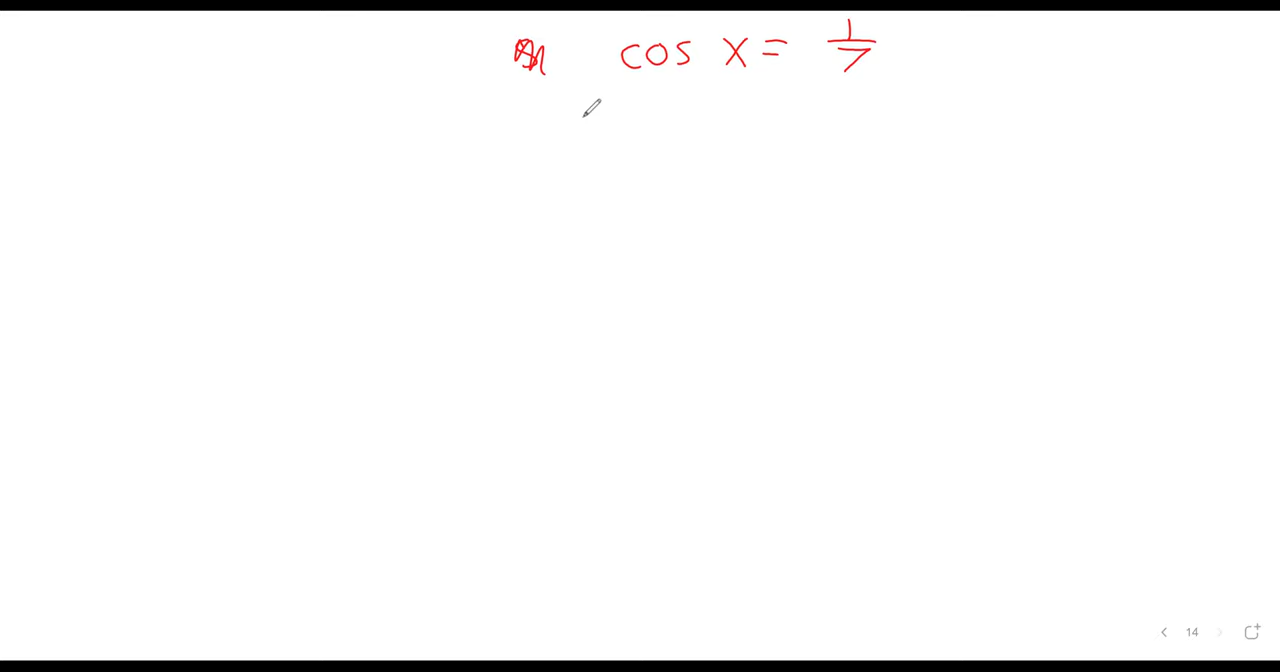 cos x = 1/7
14